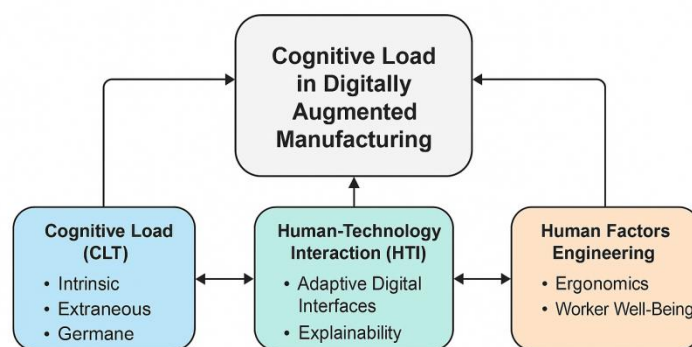 Cognitive Load
in Digitally
Augmented
Manufacturing
Cognitive Load
(CLT)
• Intrinsic
• Extraneous
• Germane
Human-Technology
Interaction (HTI)
• Adaptive Digital
Interfaces
• Explainability
Human Factors
Engineering
• Ergonomics
• Worker Well-Being